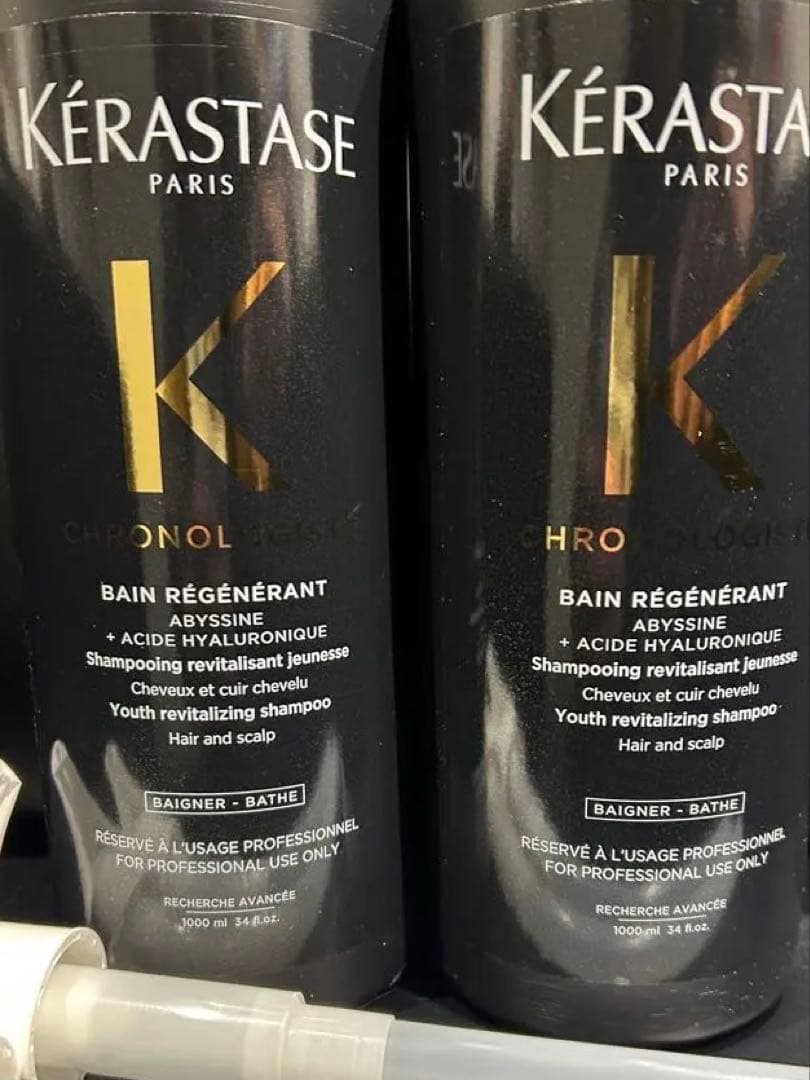 KÉRASTASE
PARIS
K
CHRONOLOGIST
BAIN RÉGÉNÉRANT
ABYSSINE
+ ACIDE HYALURONIQUE
Shampooing revitalisant jeunesse
Cheveux et cuir chevelu
Youth revitalizing shampoo
Hair and scalp
BAIGNER - BATHE
RÉSERVÉ À L'USAGE PROFESSIONNEL
FOR PROFESSIONAL USE ONLY
RECHERCHE AVANCÉE
1000 ml 34 fl.oz.
KÉRASTA
PARIS
K
CHRONOLOGI
BAIN RÉGÉNÉRANT
ABYSSINE
+ ACIDE HYALURONIQUE
Shampooing revitalisant jeunesse
Cheveux et cuir chevelu
Youth revitalizing shampoo
Hair and scalp
BAIGNER - BATHE
RÉSERVÉ À L'USAGE PROFESSIONNEL
FOR PROFESSIONAL USE ONLY
RECHERCHE AVANCÉE
1000 ml 34 fl.oz.